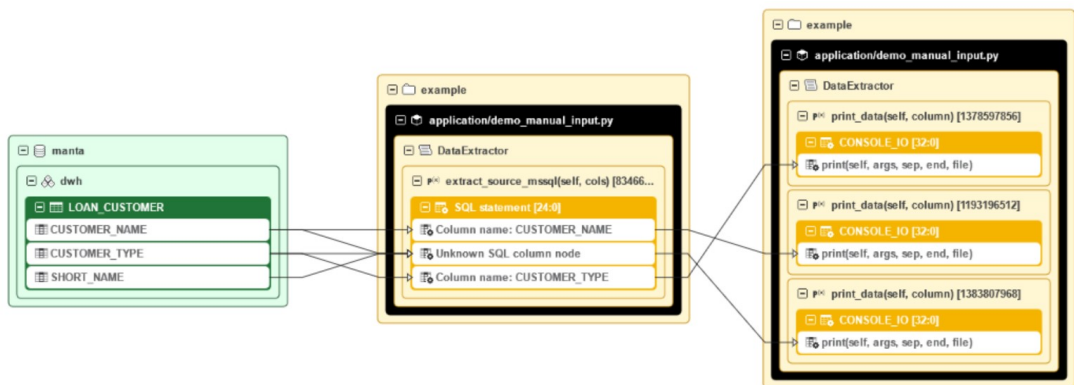 manta
dwh
LOAN_CUSTOMER
CUSTOMER_NAME
CUSTOMER_TYPE
SHORT_NAME
example
application/demo_manual_input.py
DataExtractor
P(x) extract_source_mssql(self, cols) [83466...
SQL statement [24:0]
Column name: CUSTOMER_NAME
Unknown SQL column node
Column name: CUSTOMER_TYPE
example
application/demo_manual_input.py
DataExtractor
P(x) print_data(self, column) [1378597856]
CONSOLE_IO [32:0]
print(self, args, sep, end, file)
P(x) print_data(self, column) [1193196512]
CONSOLE_IO [32:0]
print(self, args, sep, end, file)
P(x) print_data(self, column) [1383807968]
CONSOLE_IO [32:0]
print(self, args, sep, end, file)